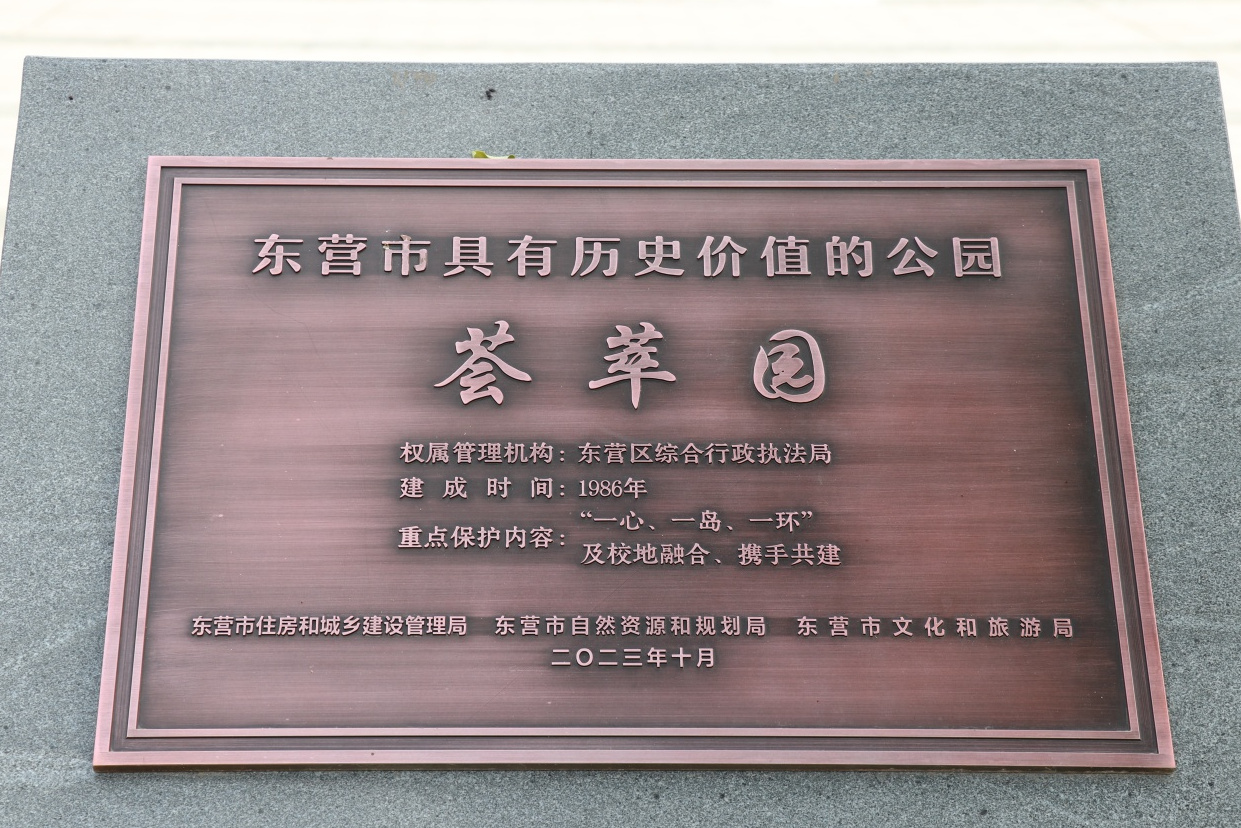 东营市具有历史价值的公园
荟萃园
权属管理机构：东营区综合行政执法局
建成时间：1986年
重点保护内容：“一心、一岛、一环”
及校地融合、携手共建
东营市住房和城乡建设管理局 东营市自然资源和规划局 东营市文化和旅游局
二〇二三年十月